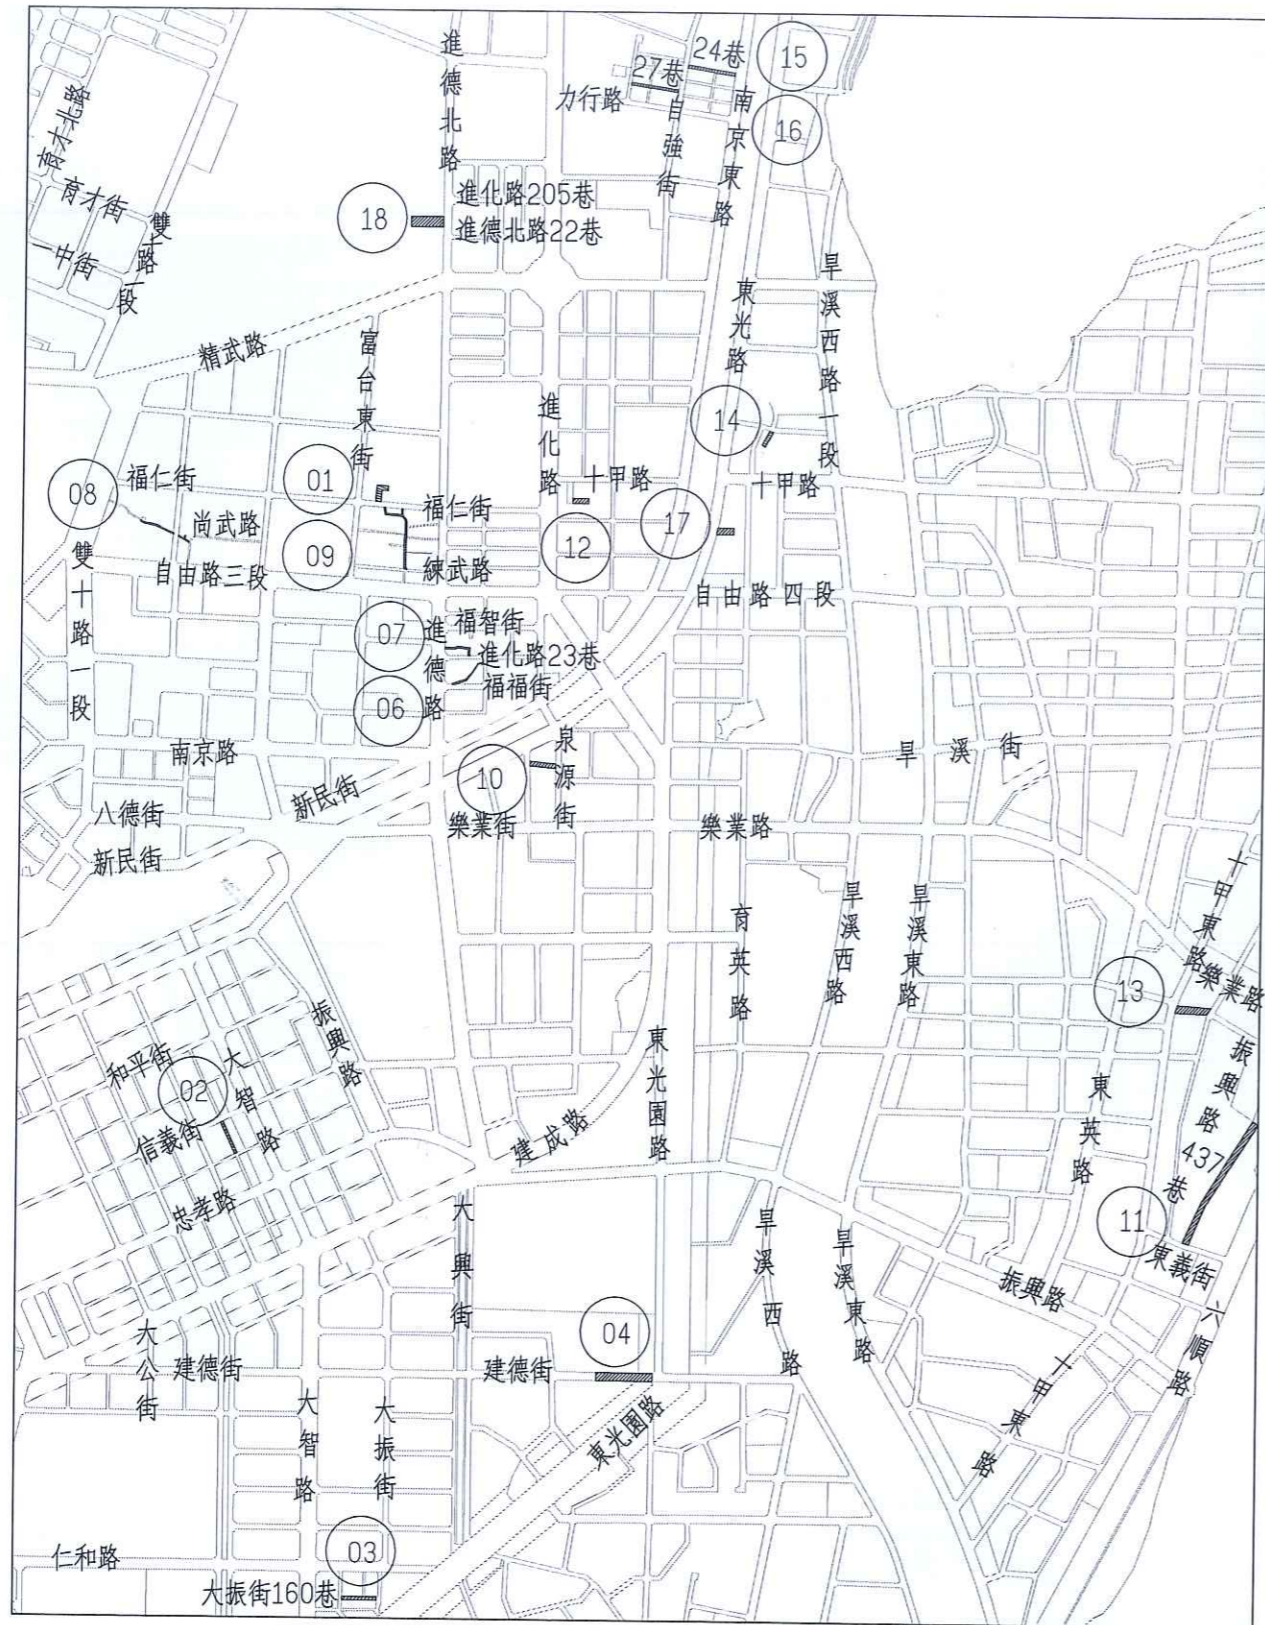 進德北路
24巷
15
27巷
力行路
自強街
南京東路
16
育才北路
育才街
一中街
雙十路一段
18
進化路205巷
進德北路22巷
旱溪西路一段
東光路
精武路
富台東街
進化路
14
08
福仁街
01
福仁街
十甲路
十甲路
17
尚武路
09
12
練武路
自由路三段
自由路四段
雙十路一段
07
進德路
福智街
進化路23巷
福福街
06
南京路
新民街
10
泉源街
旱溪街
八德街
新民街
樂業街
樂業路
十甲東路
育英路
旱溪西路
旱溪東路
13
樂業路
振興路
和平街
02
大智路
東光園路
振興路437巷
信義街
建成路
東英路
忠孝路
大興街
11
東義街
旱溪西路
旱溪東路
振興路
六順路
04
大公街
建德街
建德街
十甲東路
大智路
大振街
東光園路
仁和路
03
大振街160巷